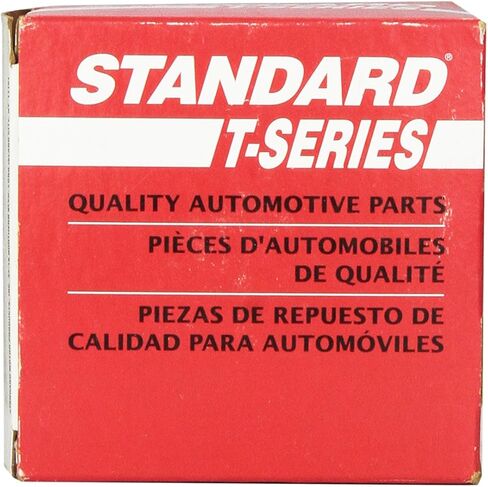 STANDARD®
T-SERIES
QUALITY AUTOMOTIVE PARTS
PIÈCES D'AUTOMOBILES
DE QUALITÉ
PIEZAS DE REPUESTO DE
CALIDAD PARA AUTOMÓVILES